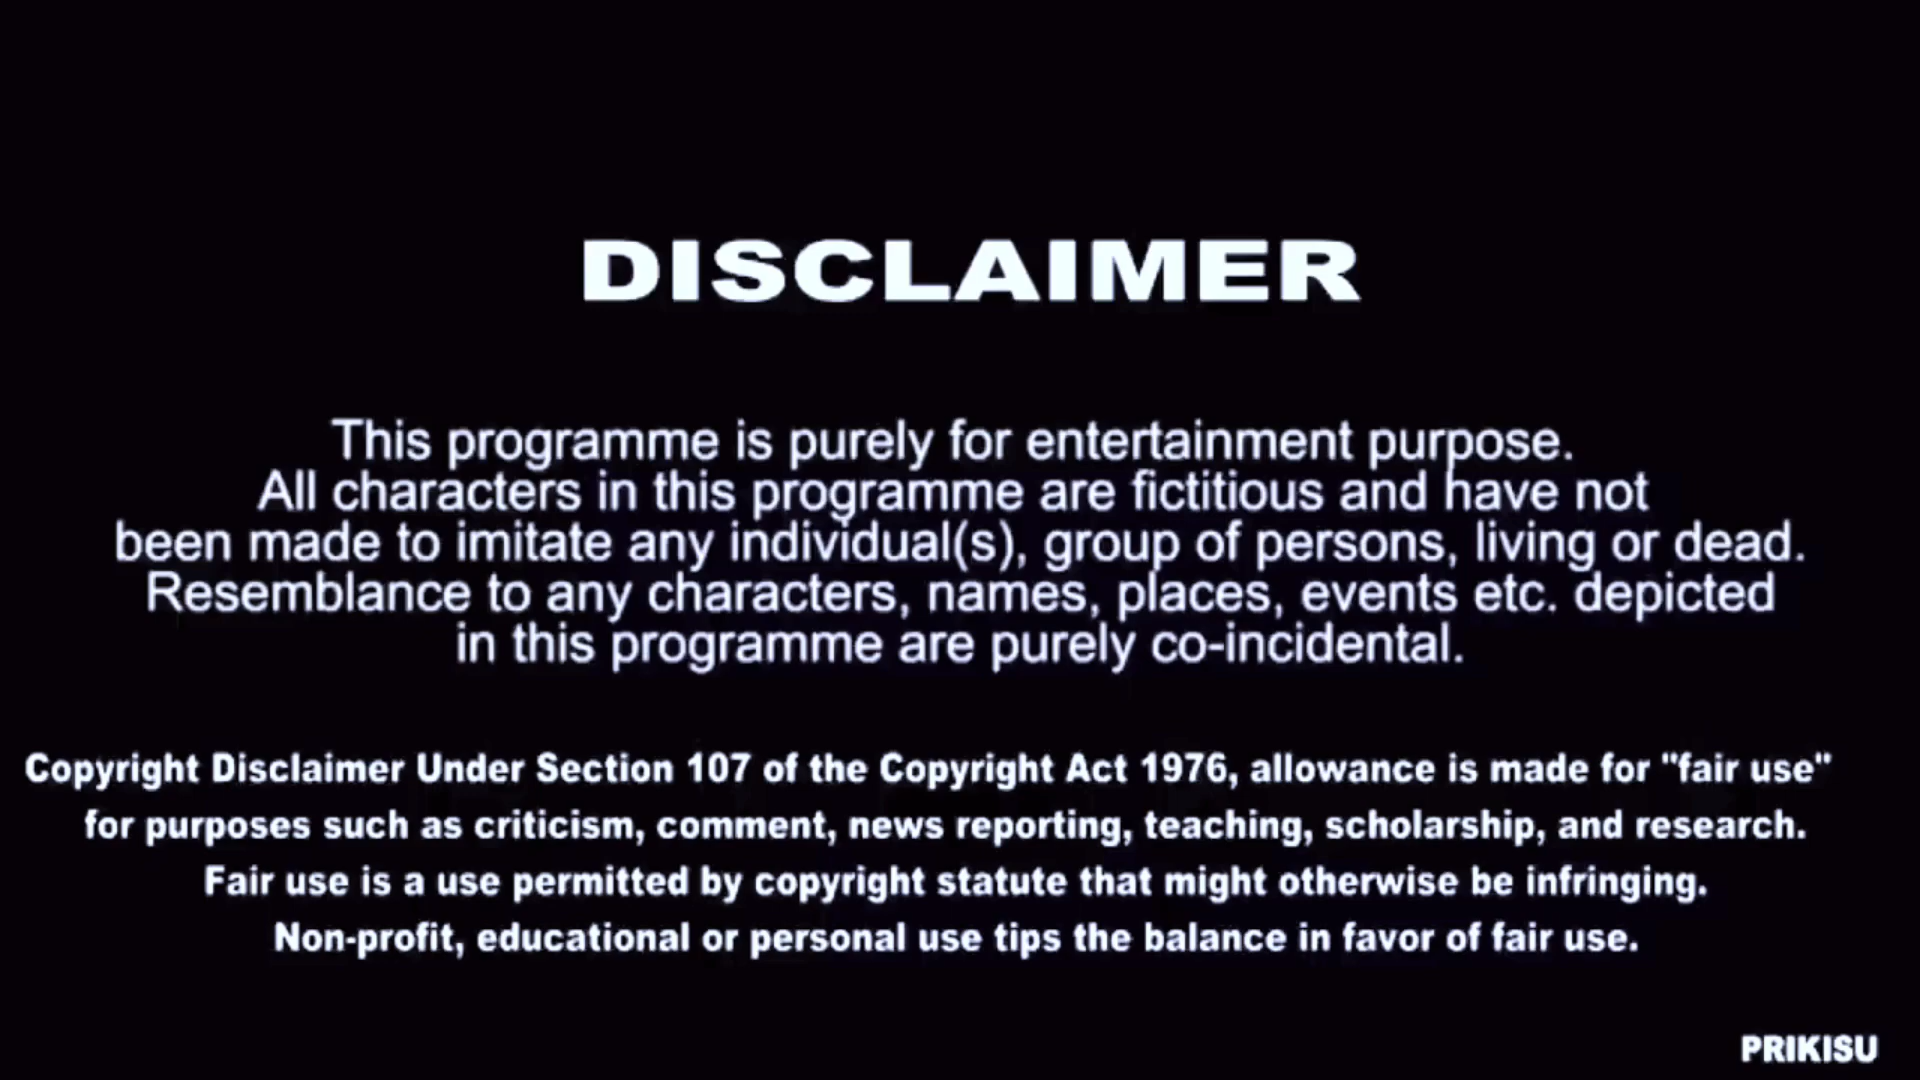 DISCLAIMER
This programme is purely for entertainment purpose.
All characters in this programme are fictitious and have not
been made to imitate any individual(s), group of persons, living or dead.
Resemblance to any characters, names, places, events etc. depicted
in this programme are purely co-incidental.
Copyright Disclaimer Under Section 107 of the Copyright Act 1976, allowance is made for "fair use"
for purposes such as criticism, comment, news reporting, teaching, scholarship, and research.
Fair use is a use permitted by copyright statute that might otherwise be infringing.
Non-profit, educational or personal use tips the balance in favor of fair use.
PRIKISU